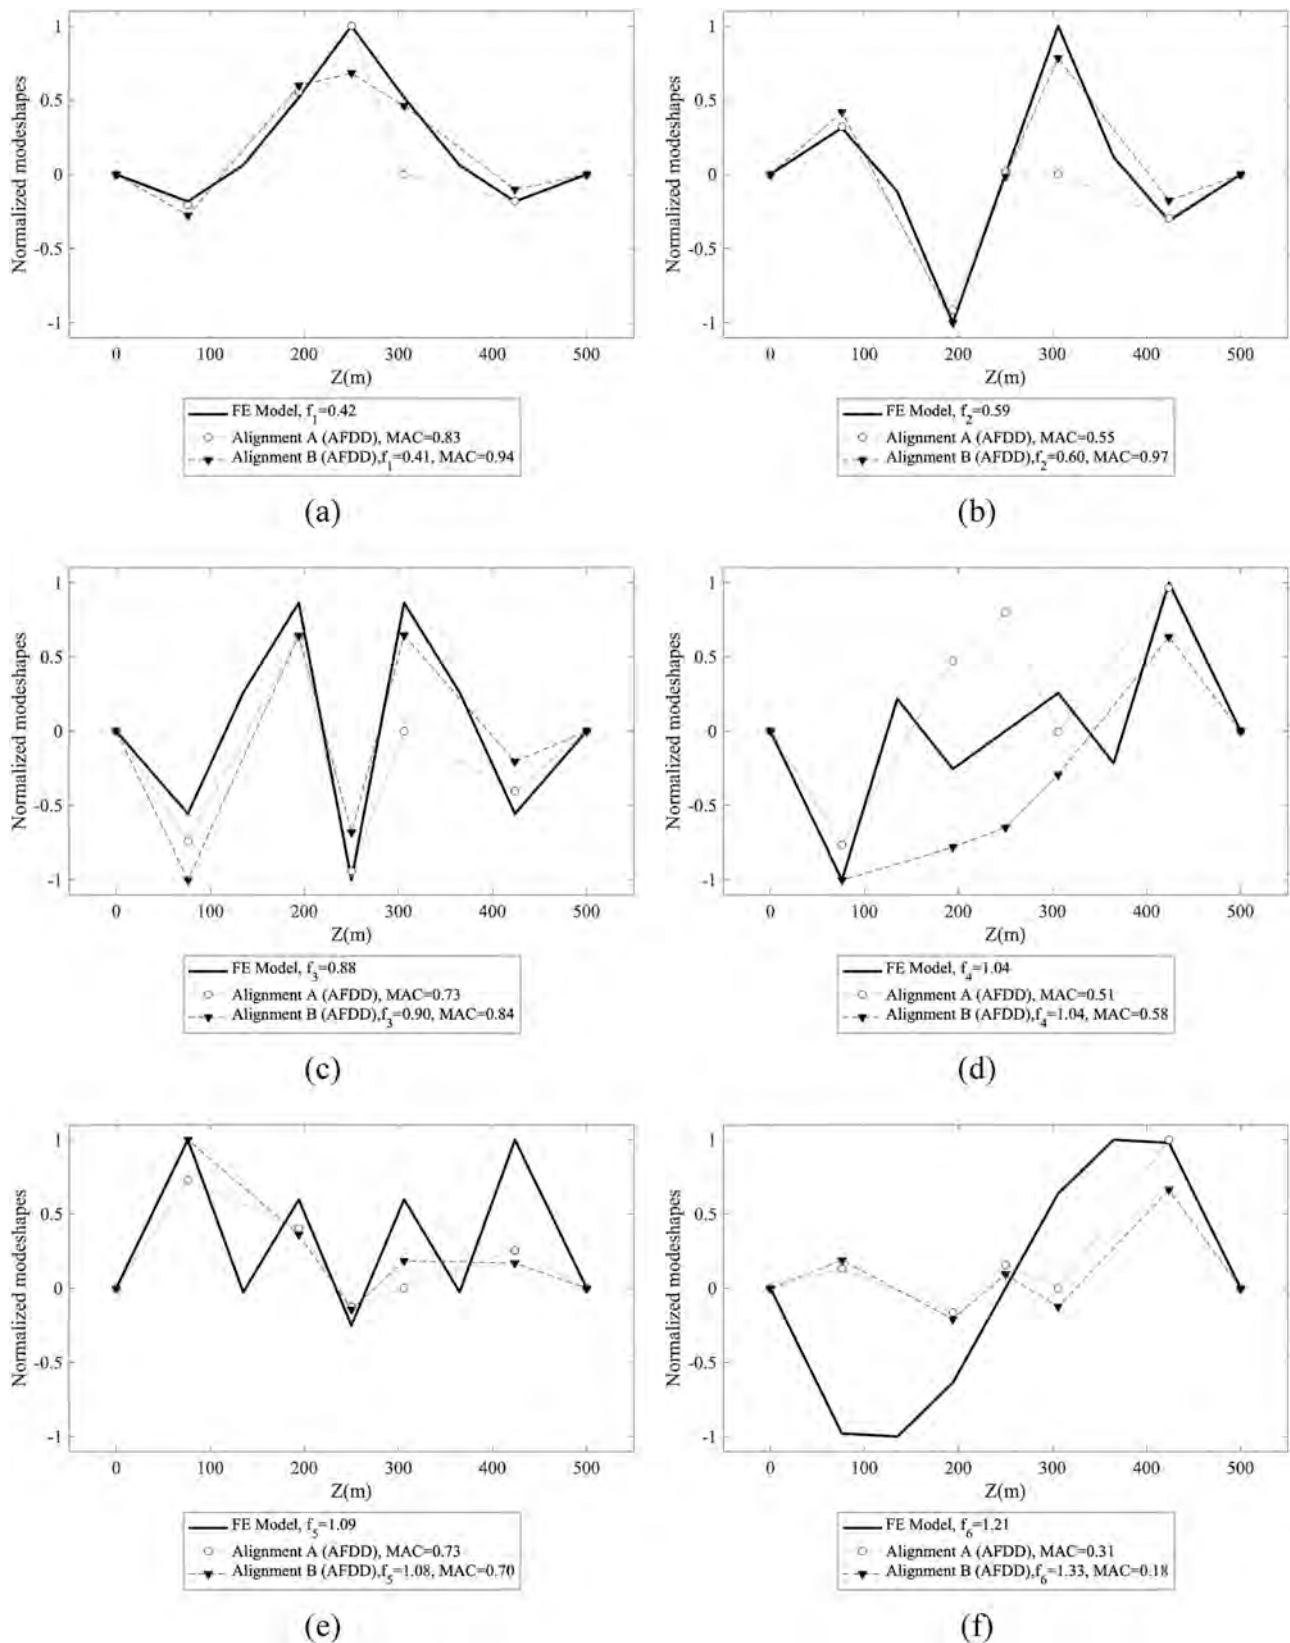 Normalized modeshapes
1
0.5
0
-0.5
-1
0 100 200 300 400 500
Z(m)
FE Model, f1=0.42
Alignment A (AFDD), MAC=0.83
Alignment B (AFDD),f1=0.41, MAC=0.94
(a)
Normalized modeshapes
1
0.5
0
-0.5
-1
0 100 200 300 400 500
Z(m)
FE Model, f2=0.59
Alignment A (AFDD), MAC=0.55
Alignment B (AFDD),f2=0.60, MAC=0.97
(b)
Normalized modeshapes
1
0.5
0
-0.5
-1
0 100 200 300 400 500
Z(m)
FE Model, f3=0.88
Alignment A (AFDD), MAC=0.73
Alignment B (AFDD),f3=0.90, MAC=0.84
(c)
Normalized modeshapes
1
0.5
0
-0.5
-1
0 100 200 300 400 500
Z(m)
FE Model, f4=1.04
Alignment A (AFDD), MAC=0.51
Alignment B (AFDD),f4=1.04, MAC=0.58
(d)
Normalized modeshapes
1
0.5
0
-0.5
-1
0 100 200 300 400 500
Z(m)
FE Model, f5=1.09
Alignment A (AFDD), MAC=0.73
Alignment B (AFDD),f5=1.08, MAC=0.70
(e)
Normalized modeshapes
1
0.5
0
-0.5
-1
0 100 200 300 400 500
Z(m)
FE Model, f6=1.21
Alignment A (AFDD), MAC=0.31
Alignment B (AFDD),f6=1.33, MAC=0.18
(f)